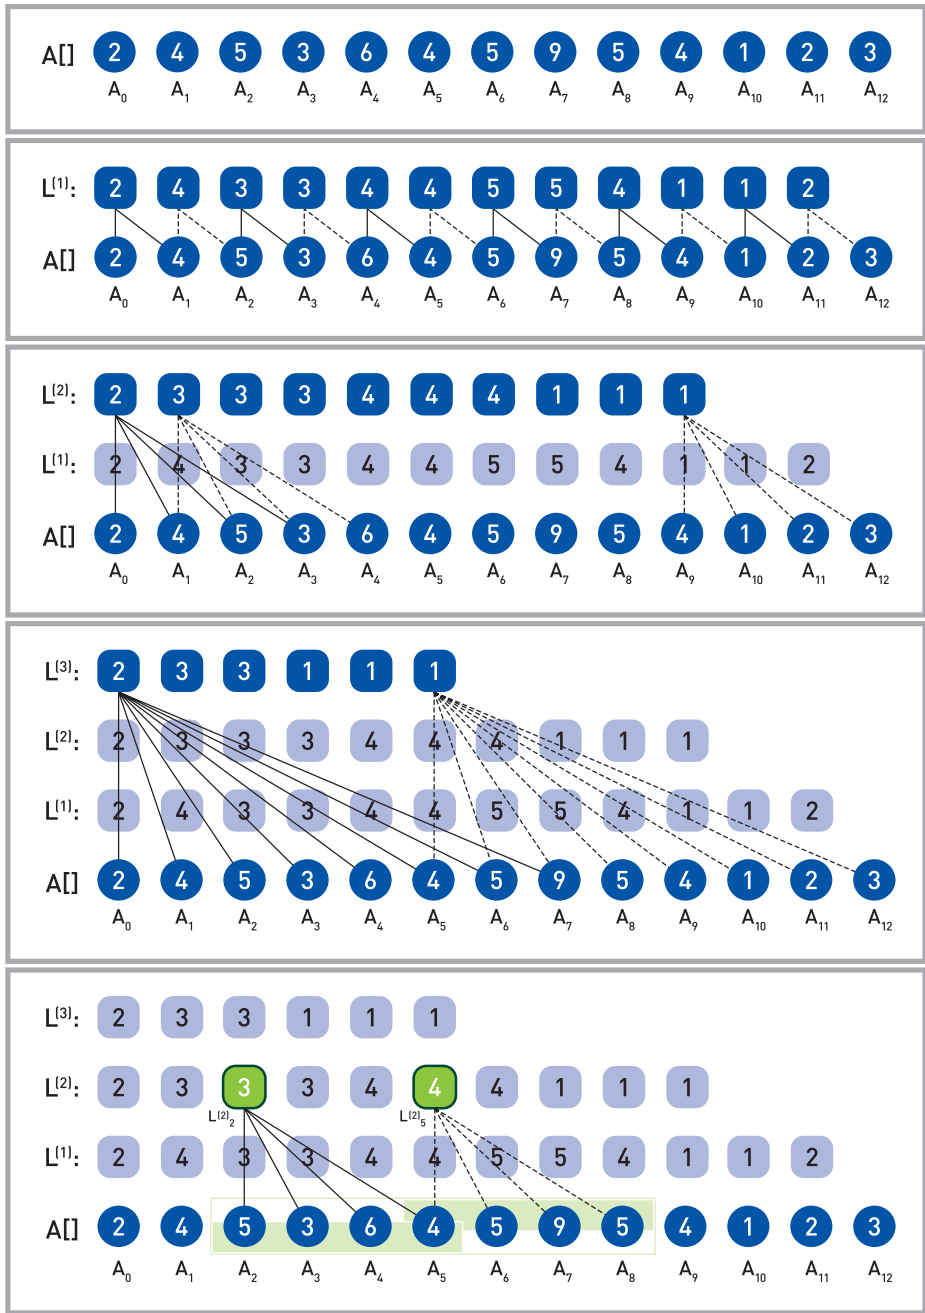 A[] 2 4 5 3 6 4 5 9 5 4 1 2 3
A₀ A₁ A₂ A₃ A₄ A₅ A₆ A₇ A₈ A₉ A₁₀ A₁₁ A₁₂
L⁽¹⁾: 2 4 3 3 4 4 5 5 4 1 1 2
A[] 2 4 5 3 6 4 5 9 5 4 1 2 3
A₀ A₁ A₂ A₃ A₄ A₅ A₆ A₇ A₈ A₉ A₁₀ A₁₁ A₁₂
L⁽²⁾: 2 3 3 3 4 4 4 1 1 1
L⁽¹⁾: 2 4 3 3 4 4 5 5 4 1 1 2
A[] 2 4 5 3 6 4 5 9 5 4 1 2 3
A₀ A₁ A₂ A₃ A₄ A₅ A₆ A₇ A₈ A₉ A₁₀ A₁₁ A₁₂
L⁽³⁾: 2 3 3 1 1 1
L⁽²⁾: 2 3 3 3 4 4 4 1 1 1
L⁽¹⁾: 2 4 3 3 4 4 5 5 4 1 1 2
A[] 2 4 5 3 6 4 5 9 5 4 1 2 3
A₀ A₁ A₂ A₃ A₄ A₅ A₆ A₇ A₈ A₉ A₁₀ A₁₁ A₁₂
L⁽³⁾: 2 3 3 1 1 1
L⁽²⁾: 2 3 3 3 4 4 4 1 1 1
L⁽²⁾₂ L⁽²⁾₅
L⁽¹⁾: 2 4 3 3 4 4 5 5 4 1 1 2
A[] 2 4 5 3 6 4 5 9 5 4 1 2 3
A₀ A₁ A₂ A₃ A₄ A₅ A₆ A₇ A₈ A₉ A₁₀ A₁₁ A₁₂